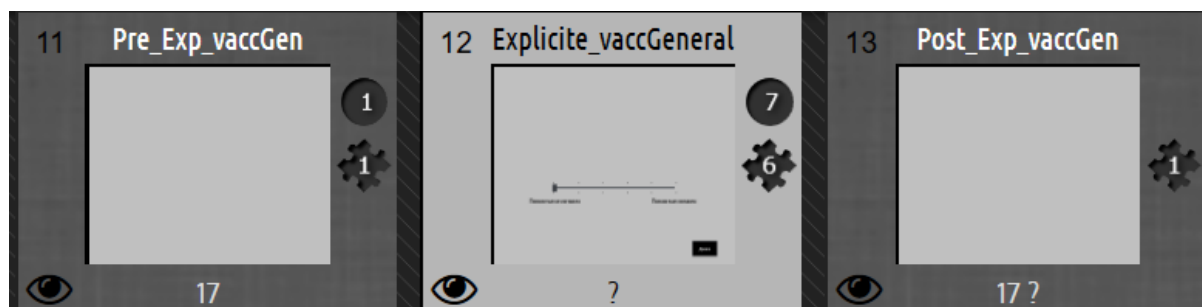 11 Pre_Exp_vaccGen
1
1
17
12 Explicite_vaccGeneral
7
6
?
13 Post_Exp_vaccGen
1
17 ?